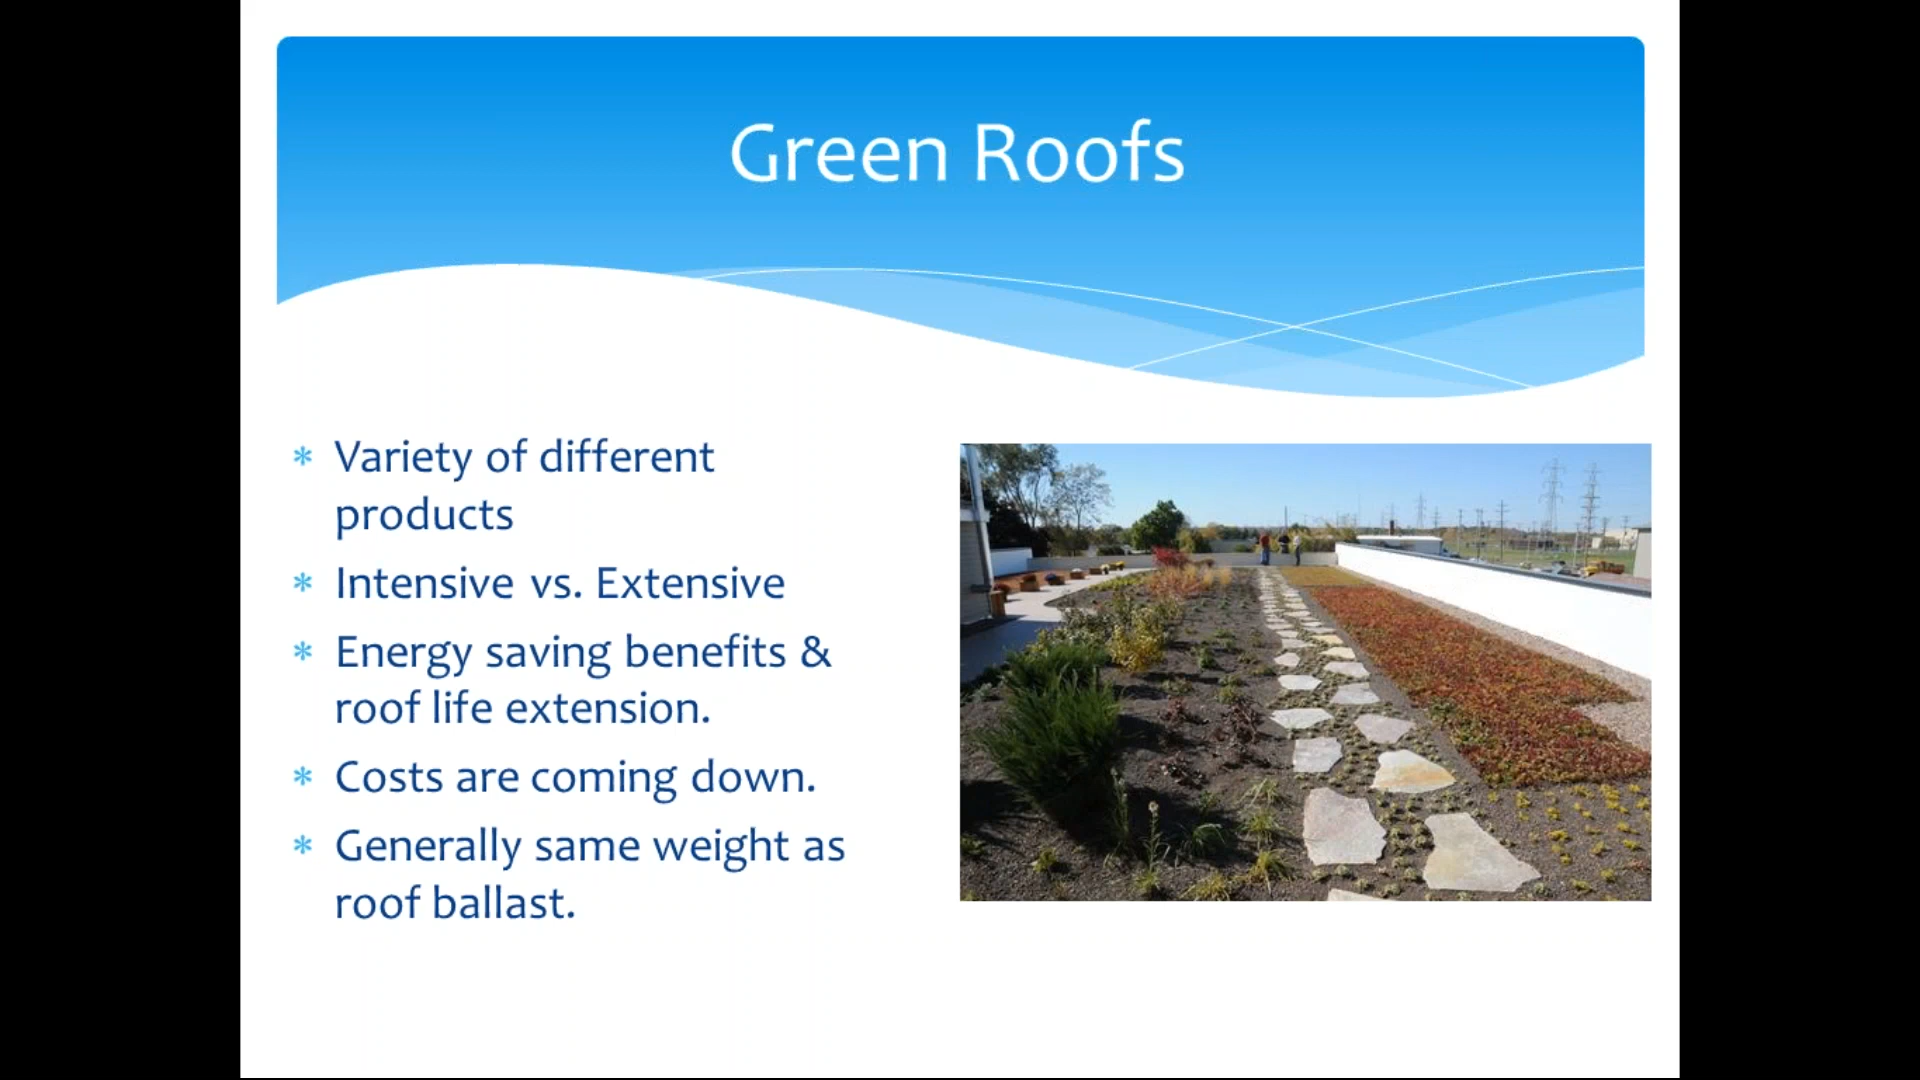 Green Roofs
* Variety of different
products
* Intensive vs. Extensive
* Energy saving benefits &
roof life extension.
* Costs are coming down.
* Generally same weight as
roof ballast.